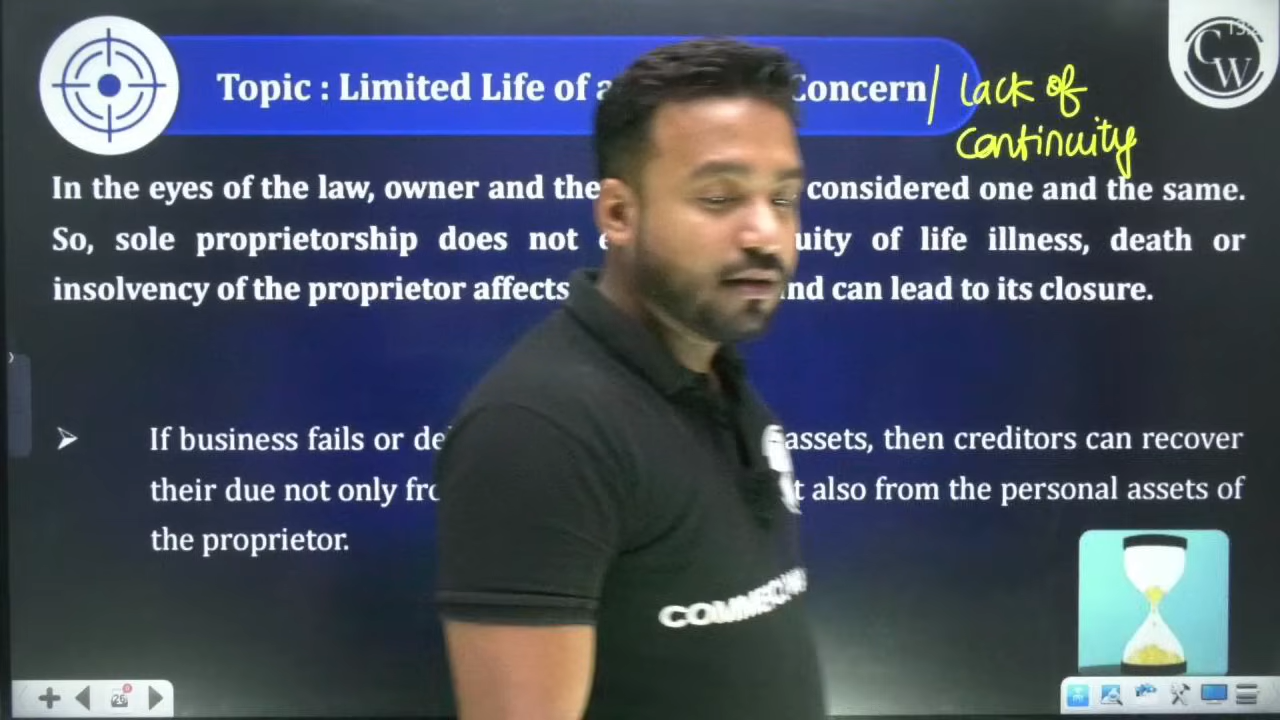 Topic : Limited Life of a Concern/ Lack of
continuity
In the eyes of the law, owner and the considered one and the same.
So, sole proprietorship does not uity of life illness, death or
insolvency of the proprietor affects nd can lead to its closure.
➤ If business fails or de assets, then creditors can recover
their due not only fro t also from the personal assets of
the proprietor.
CW
COMMERC
26